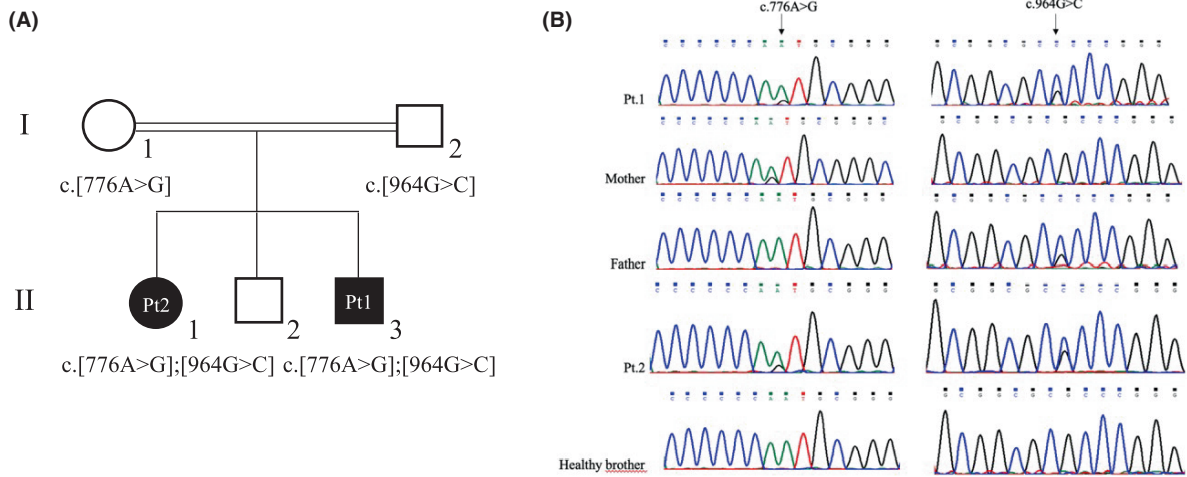 (A)
(B)
c.776A>G
c.964G>C
I
1
2
c.[776A>G]
c.[964G>C]
II
Pt2
1
2
Pt1
3
c.[776A>G];[964G>C]
c.[776A>G];[964G>C]
Pt.1
Mother
Father
Pt.2
Healthy brother